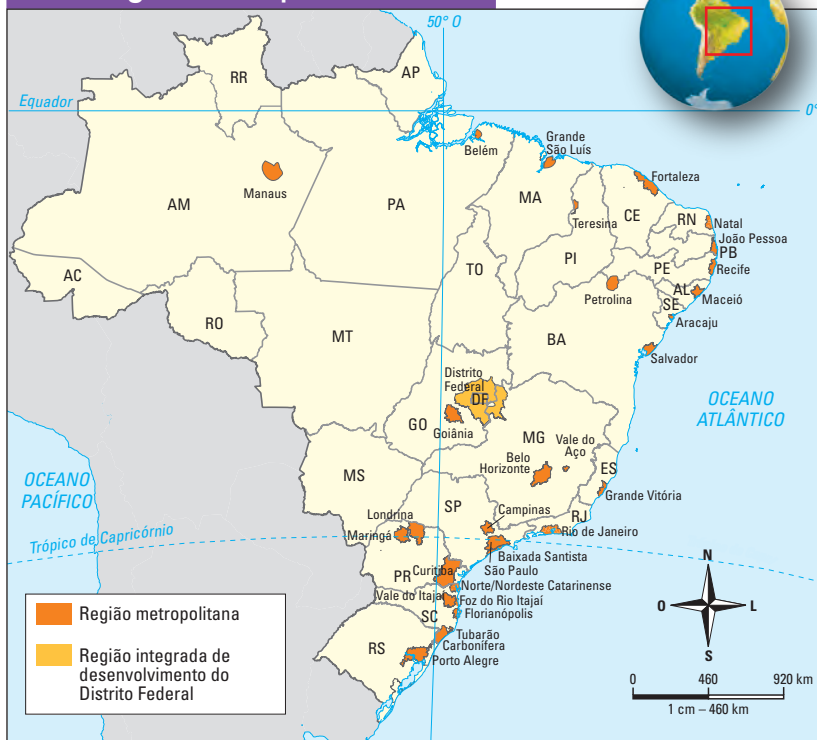 50° O
Equador
0°
RR
AP
AM
Manaus
PA
Belém
Grande
São Luís
MA
Fortaleza
Teresina
CE
RN
Natal
João Pessoa
PB
PI
PE
Recife
AC
TO
Petrolina
AL
Maceió
SE
Aracaju
RO
MT
BA
Salvador
Distrito
Federal
DF
GO
Goiânia
OCEANO
ATLÂNTICO
MG
Vale do
Aço
Belo
Horizonte
ES
MS
OCEANO
PACÍFICO
SP
Grande Vitória
Campinas
RJ
Rio de Janeiro
Londrina
Maringá
Trópico de Capricórnio
Baixada Santista
São Paulo
PR
Curitiba
Norte/Nordeste Catarinense
Vale do Itajaí
Foz do Rio Itajaí
Florianópolis
SC
Tubarão
Carbonífera
RS
Porto Alegre
Região metropolitana
Região integrada de
desenvolvimento do
Distrito Federal
N
O
L
S
0 460 920 km
1 cm – 460 km